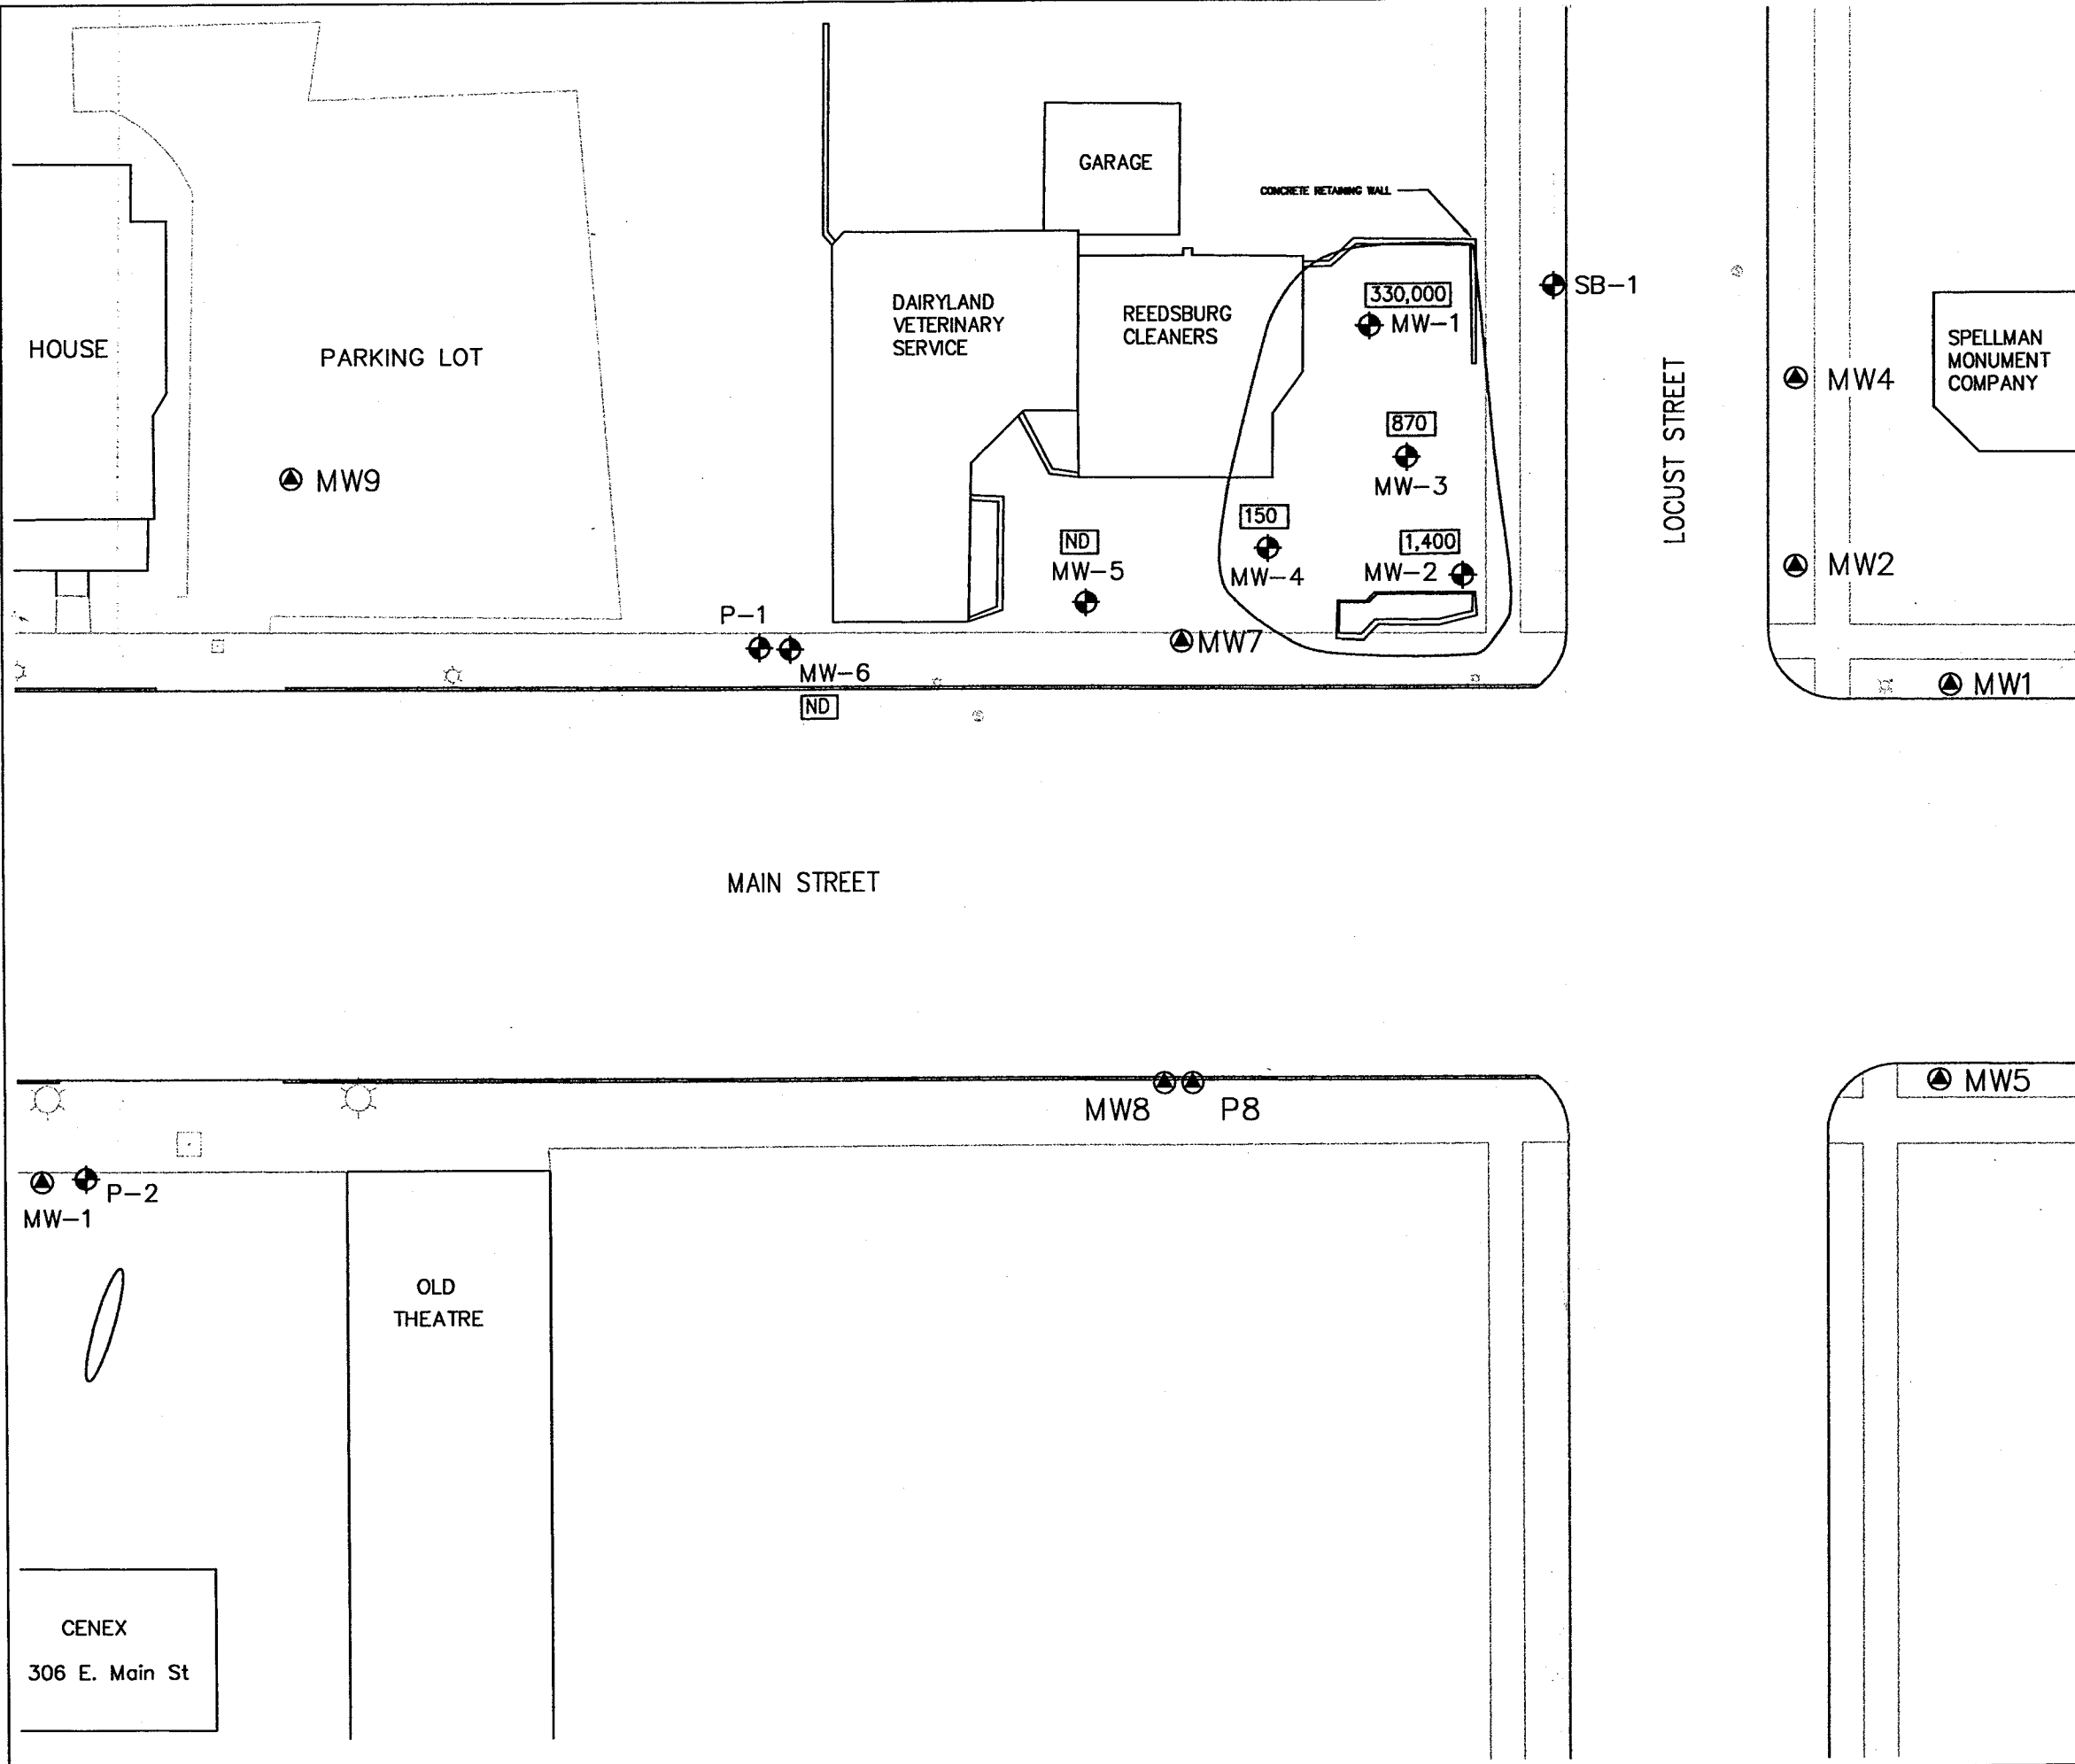 GARAGE
CONCRETE RETAINING WALL
330,000
MW-1
SB-1
DAIRYLAND
VETERINARY
SERVICE
REEDSBURG
CLEANERS
HOUSE
PARKING LOT
SPELLMAN
MONUMENT
COMPANY
MW4
LOCUST STREET
870
MW-3
MW9
150
MW-4
ND
MW-5
1,400
MW-2
MW2
P-1
MW7
MW-6
ND
MW1
MAIN STREET
MW8
P8
MW5
P-2
MW-1
OLD
THEATRE
CENEX
306 E. Main St